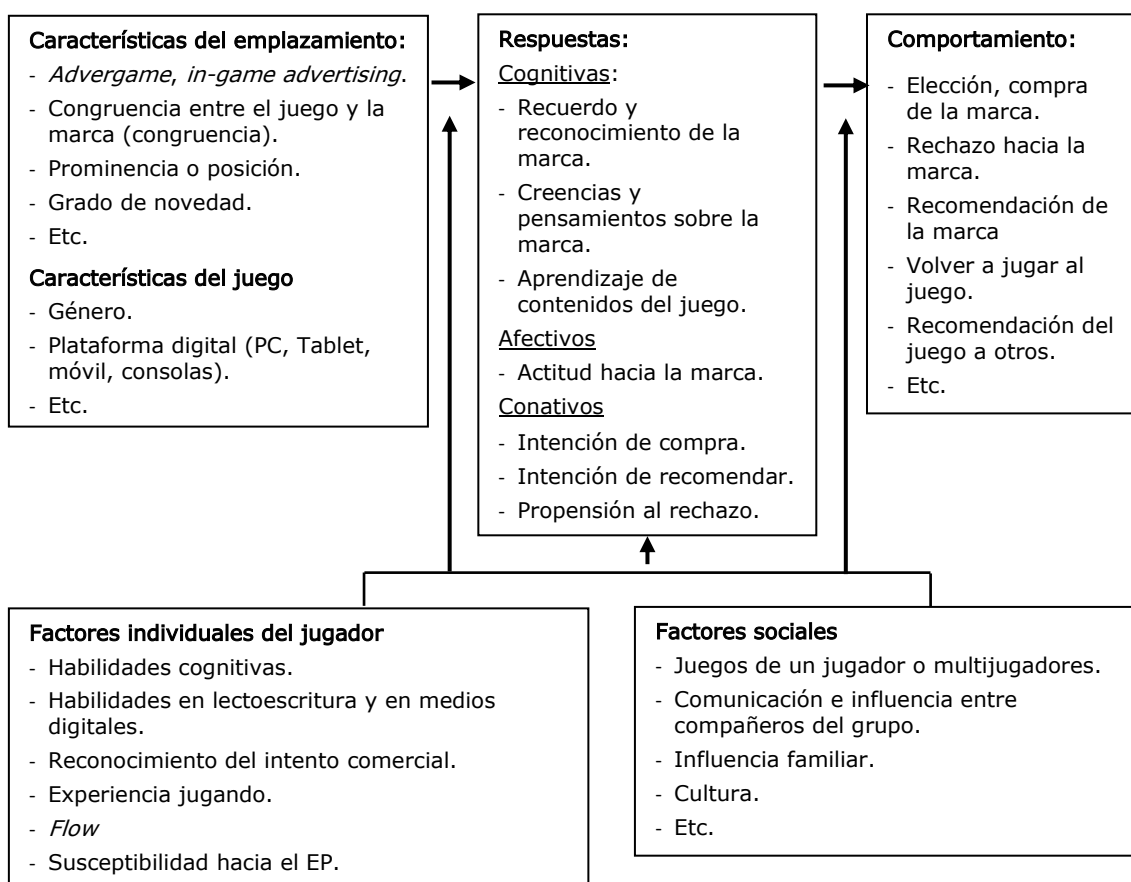 Características del emplazamiento:
- Advergame, in-game advertising.
- Congruencia entre el juego y la
marca (congruencia).
- Prominencia o posición.
- Grado de novedad.
- Etc.
Características del juego
- Género.
- Plataforma digital (PC, Tablet,
móvil, consolas).
- Etc.
Respuestas:
Cognitivas:
- Recuerdo y
reconocimiento de la
marca.
- Creencias y
pensamientos sobre la
marca.
- Aprendizaje de
contenidos del juego.
Afectivos
- Actitud hacia la marca.
Conativos
- Intención de compra.
- Intención de recomendar.
- Propensión al rechazo.
Comportamiento:
- Elección, compra
de la marca.
- Rechazo hacia la
marca.
- Recomendación de
la marca
- Volver a jugar al
juego.
- Recomendación del
juego a otros.
- Etc.
Factores individuales del jugador
- Habilidades cognitivas.
- Habilidades en lectoescritura y en medios
digitales.
- Reconocimiento del intento comercial.
- Experiencia jugando.
- Flow
- Susceptibilidad hacia el EP.
Factores sociales
- Juegos de un jugador o multijugadores.
- Comunicación e influencia entre
compañeros del grupo.
- Influencia familiar.
- Cultura.
- Etc.